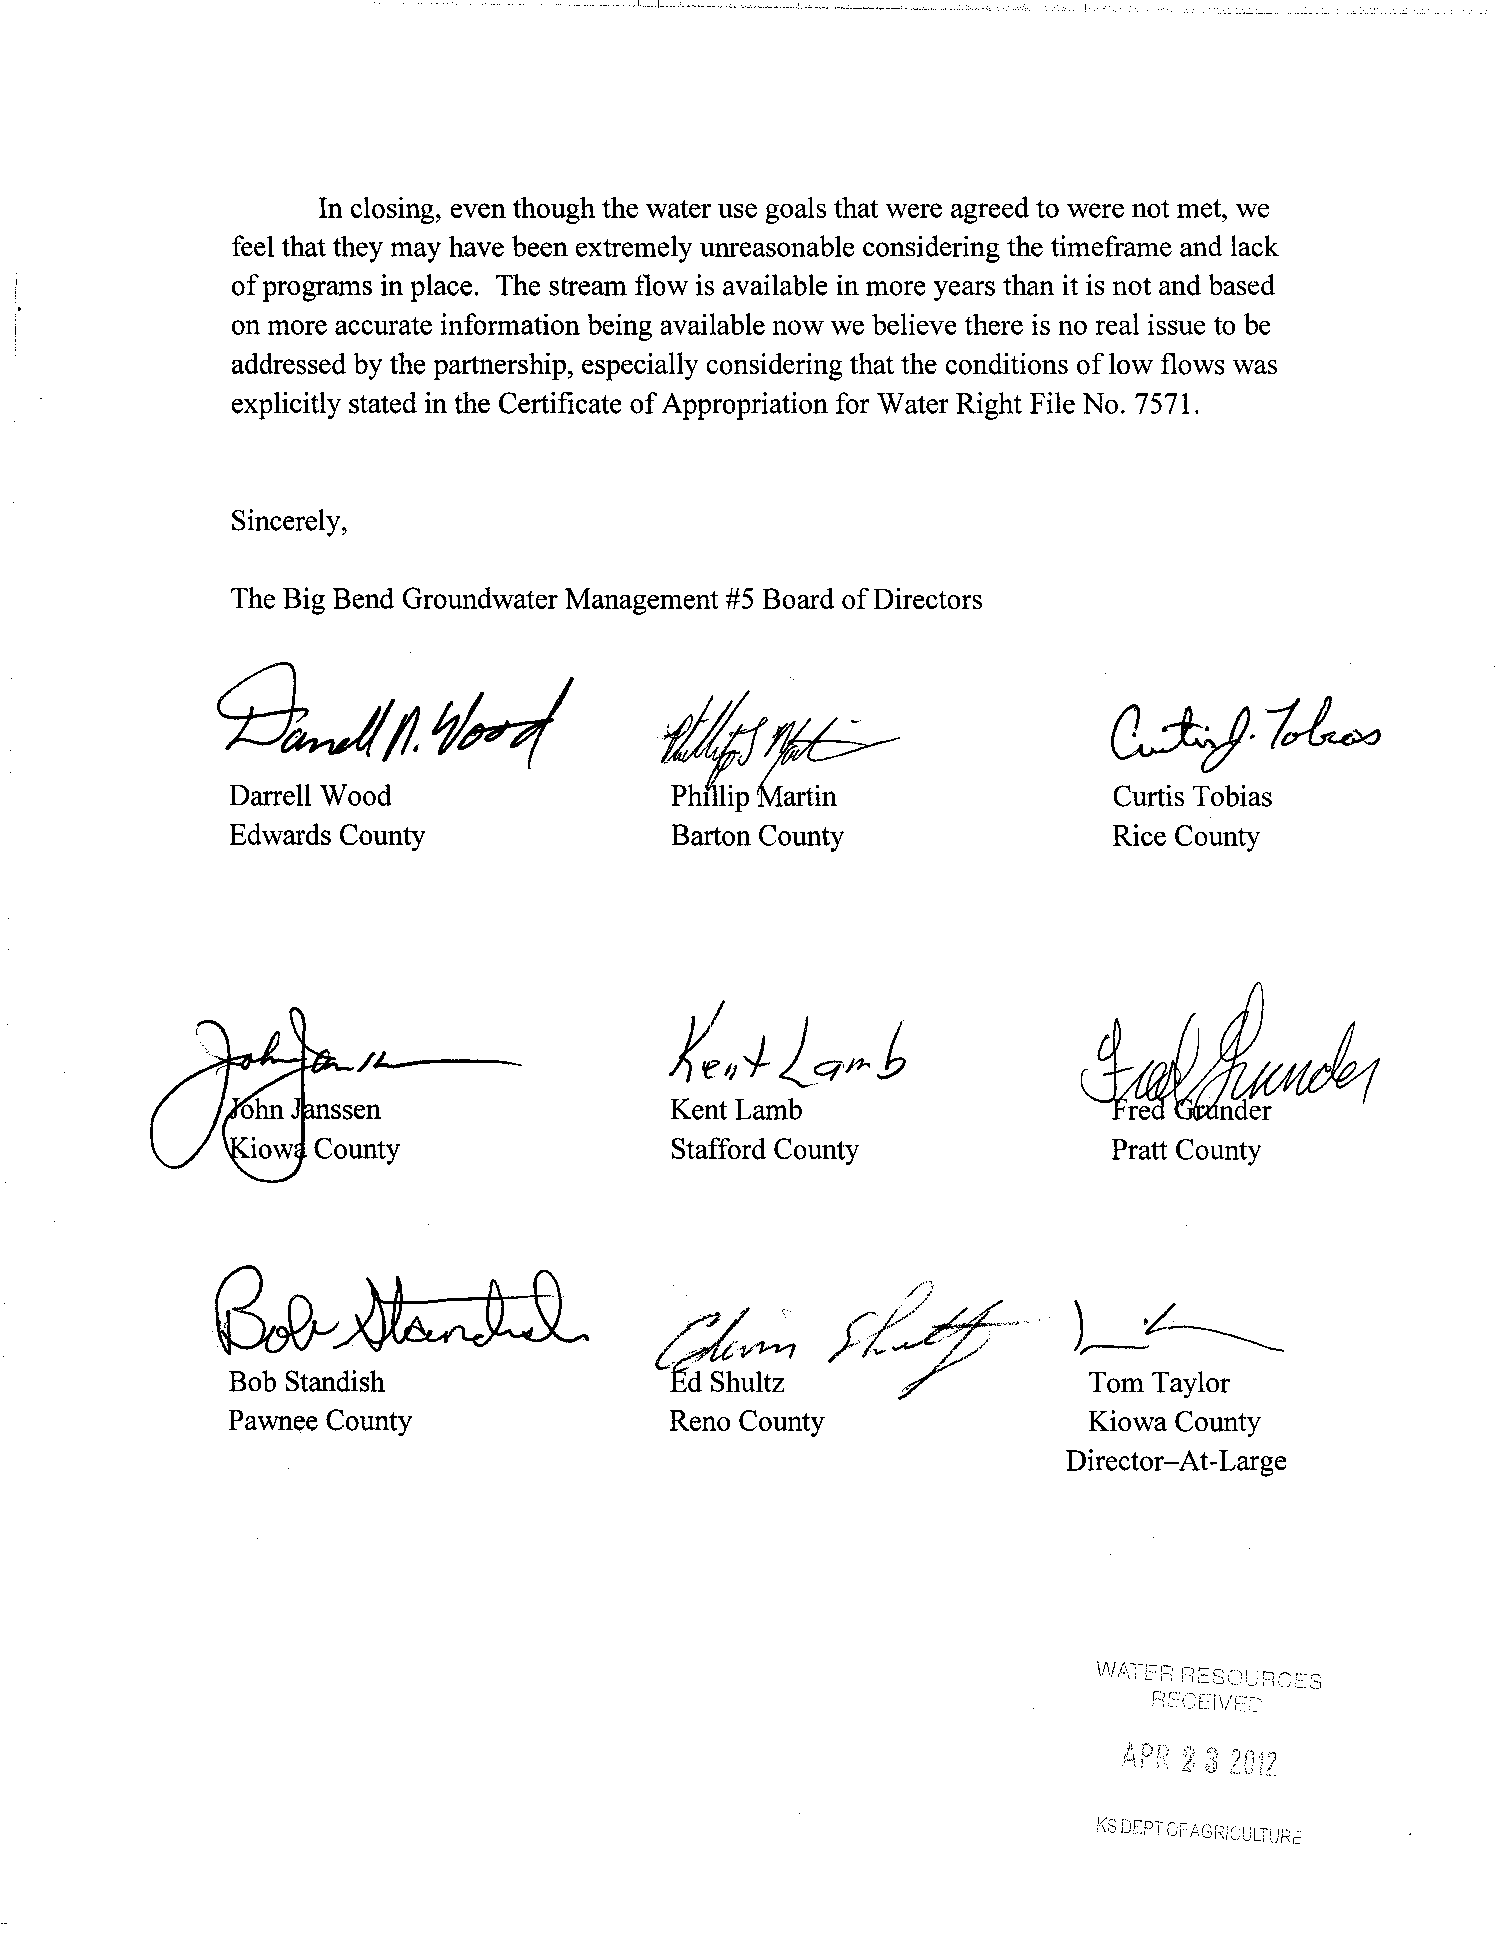 In closing, even though the water use goals that were agreed to were not met, we
feel that they may have been extremely unreasonable considering the timeframe and lack
of programs in place. The stream flow is available in more years than it is not and based
on more accurate information being available now we believe there is no real issue to be
addressed by the partnership, especially considering that the conditions of low flows was
explicitly stated in the Certificate of Appropriation for Water Right File No. 7571.
Sincerely,
The Big Bend Groundwater Management #5 Board of Directors
Darrell N. Wood Phillip J Martin Curtis J. Tobias
Darrell Wood Phillip Martin Curtis Tobias
Edwards County Barton County Rice County
John Janssen Kent Lamb Fred Grunder
John Janssen Kent Lamb Fred Grunder
Kiowa County Stafford County Pratt County
Bob Standish Edwin Shultz
Bob Standish Ed Shultz Tom Taylor
Pawnee County Reno County Kiowa County
Director–At-Large
WATER RESOURCES
RECEIVED
APR 23 2012
KS DEPT OF AGRICULTURE